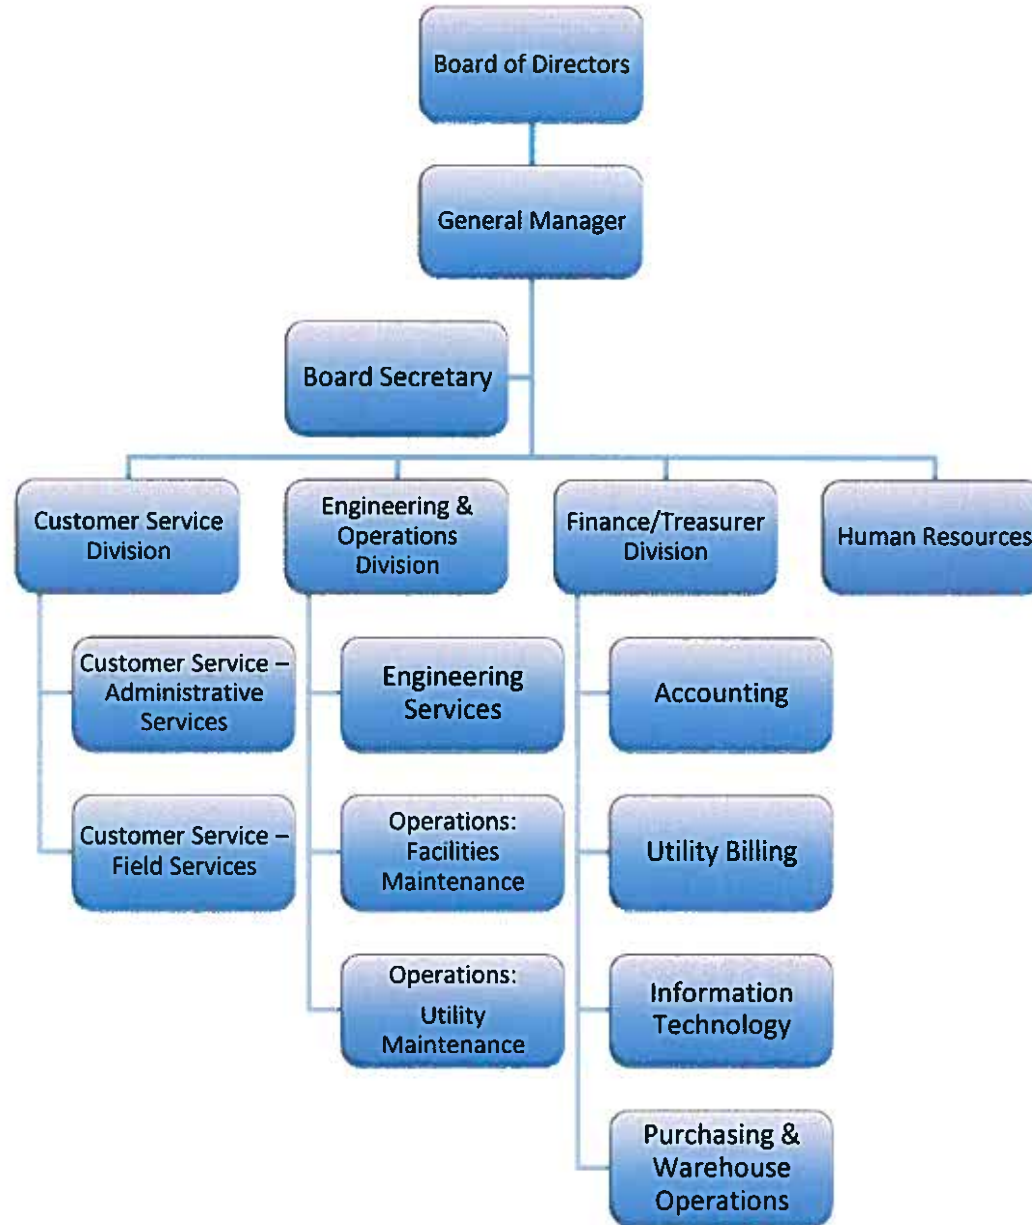 Board of Directors
General Manager
Board Secretary
Customer Service
Division
Engineering &
Operations
Division
Finance/Treasurer
Division
Human Resources
Customer Service –
Administrative
Services
Customer Service –
Field Services
Engineering
Services
Operations:
Facilities
Maintenance
Operations:
Utility
Maintenance
Accounting
Utility Billing
Information
Technology
Purchasing &
Warehouse
Operations